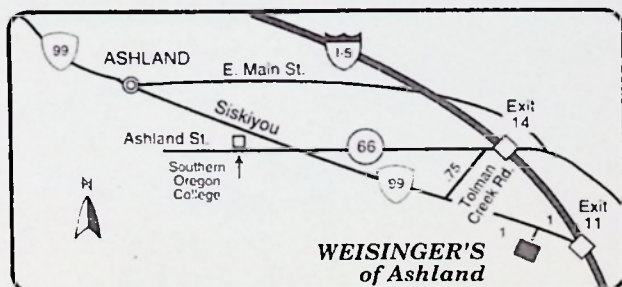 99
ASHLAND
I-5
E. Main St.
Exit
14
Siskiyou
Ashland St.
66
Southern
Oregon
College
99
.75
Tolman
Creek Rd.
N
Exit
11
1
1
WEISINGER'S
of Ashland